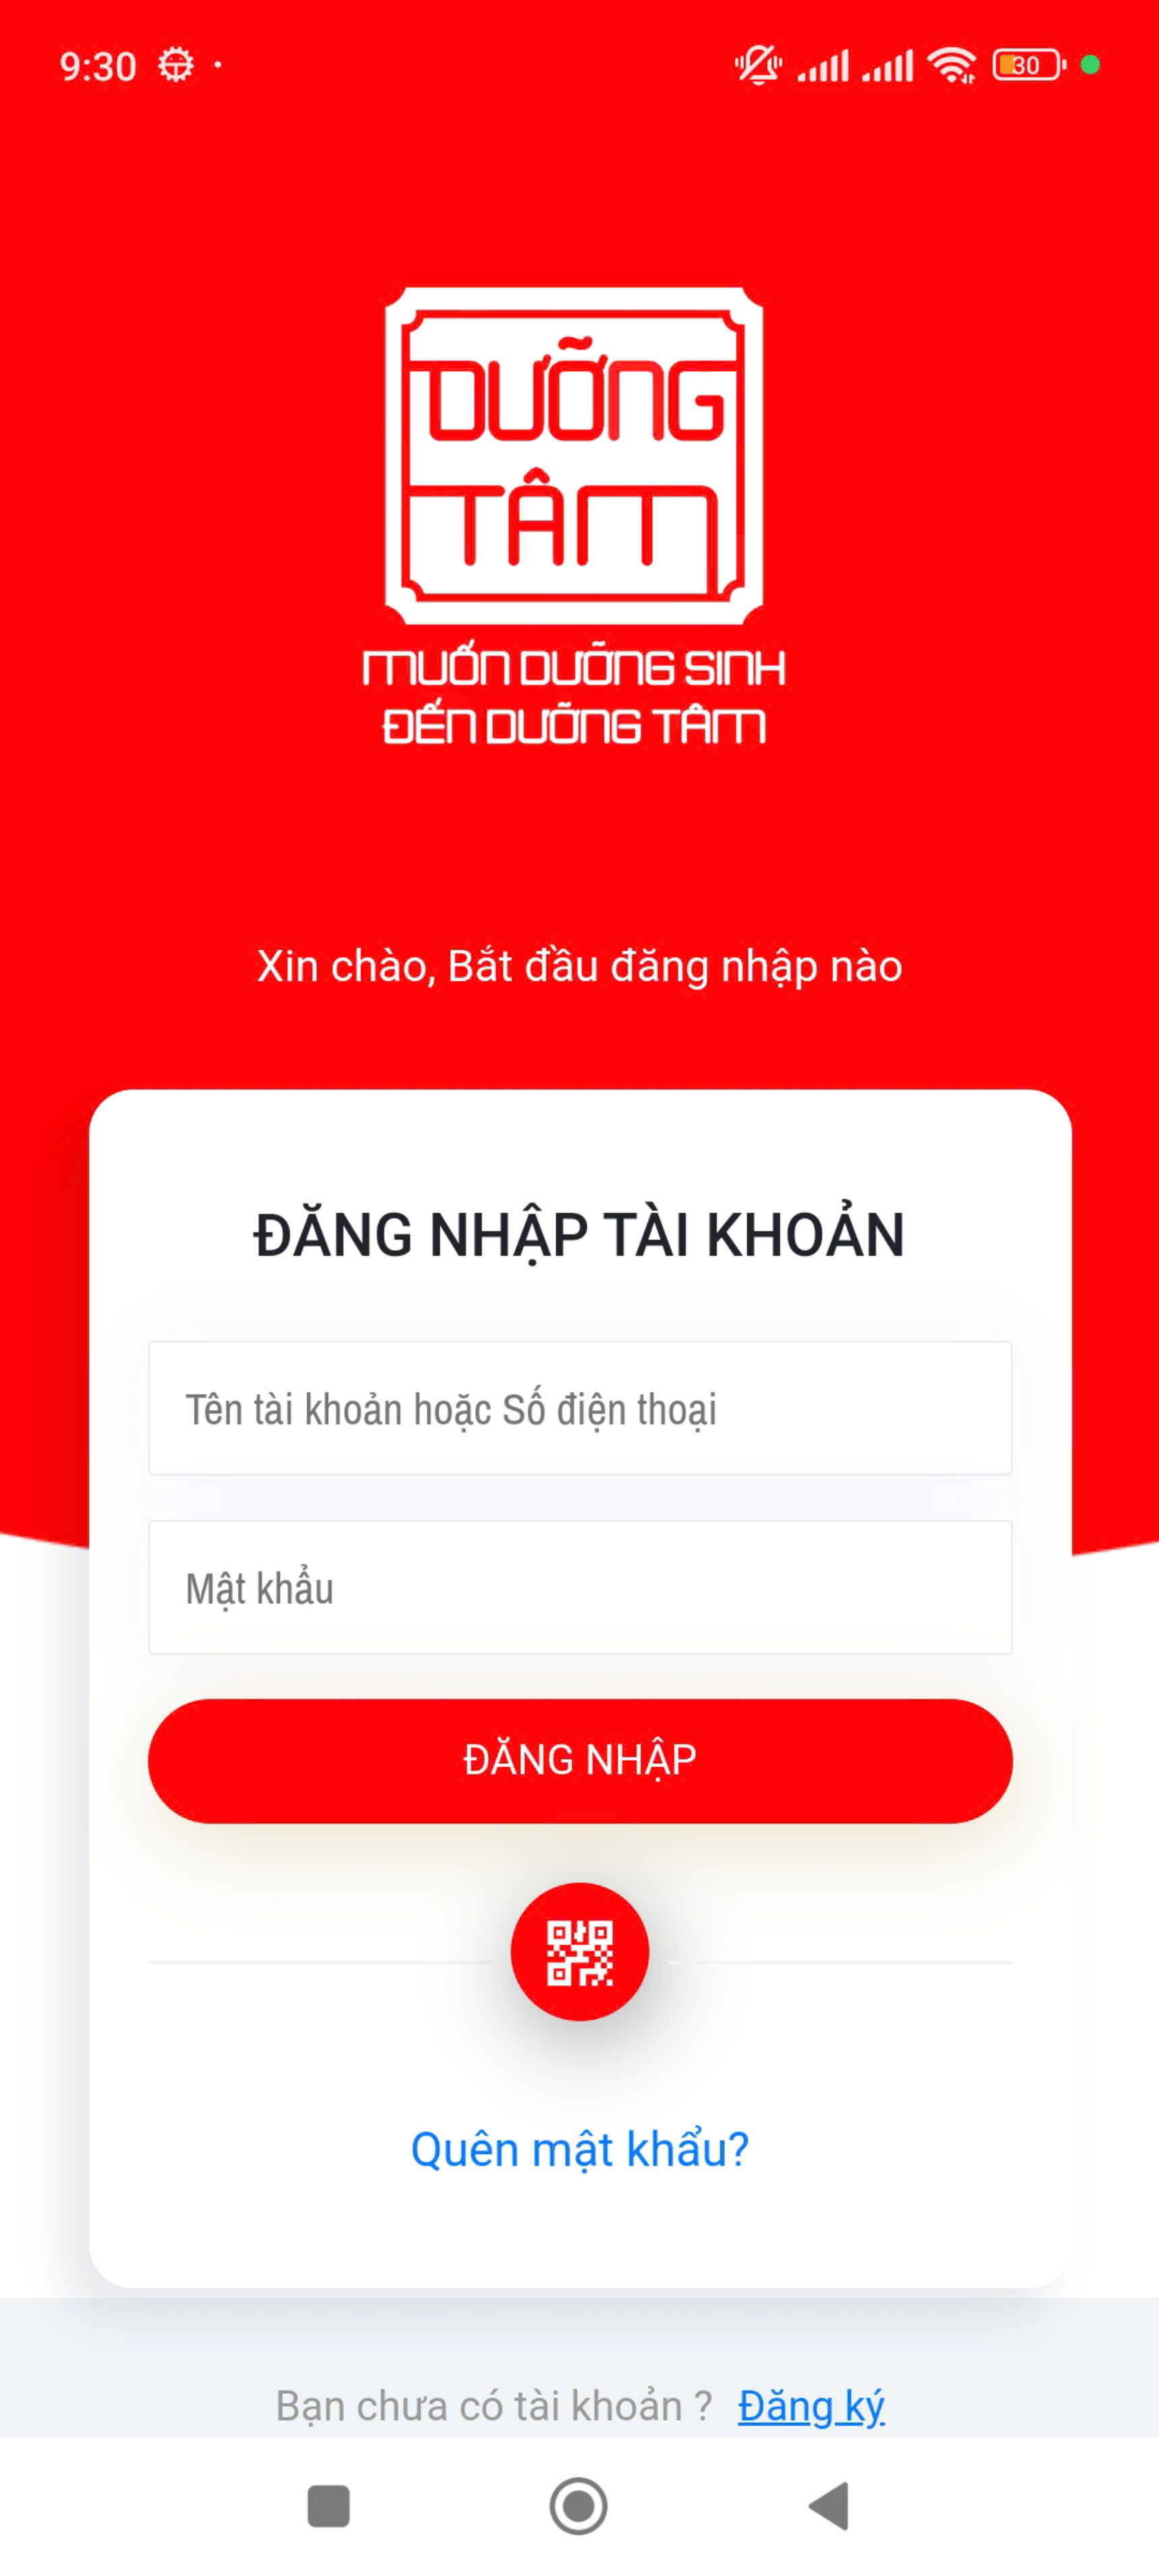 9:30
30
DƯỠNG
TÂM
MUỐN DƯỠNG SINH
ĐẾN DƯỠNG TÂM
Xin chào, Bắt đầu đăng nhập nào
ĐĂNG NHẬP TÀI KHOẢN
Tên tài khoản hoặc Số điện thoại
Mật khẩu
ĐĂNG NHẬP
Quên mật khẩu?
Bạn chưa có tài khoản ? Đăng ký